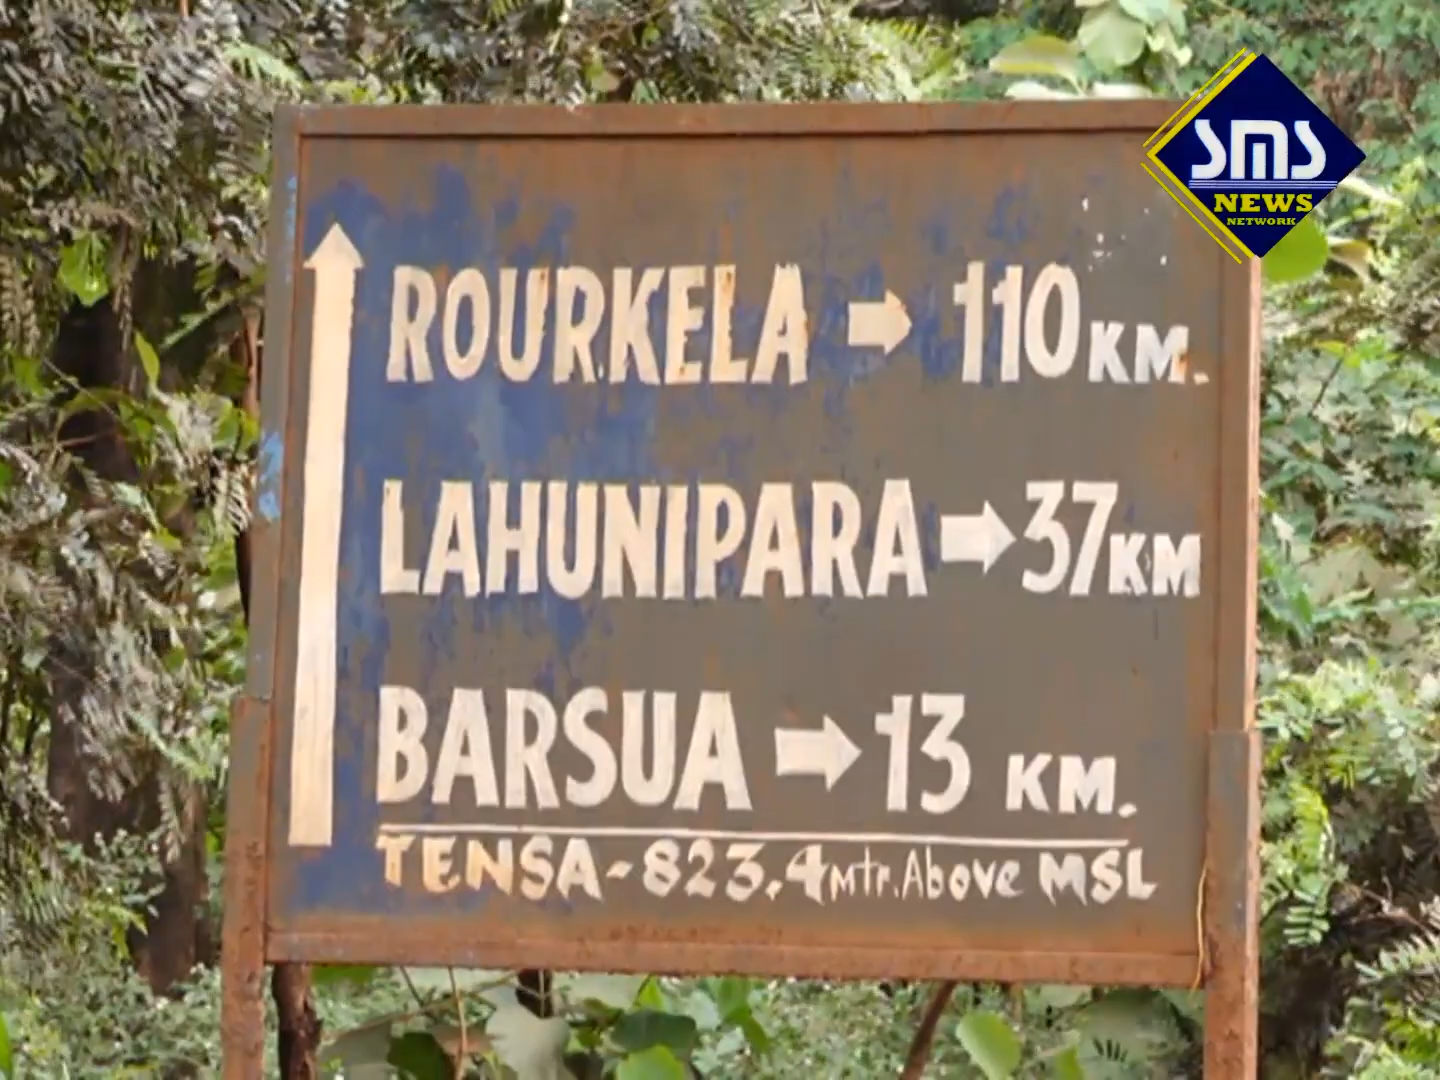 SMS
NEWS
NETWORK
ROURKELA → 110 KM.
LAHUNIPARA → 37 KM
BARSUA → 13 KM.
TENSA - 823.4 Mtr. Above MSL